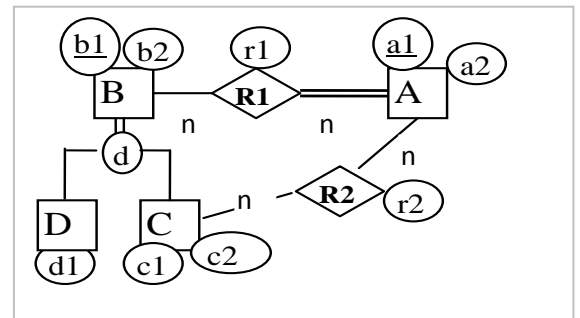 b1 b2 r1 a1 a2
B R1 A
n n
d n
n R2 r2
D C
d1 c1 c2